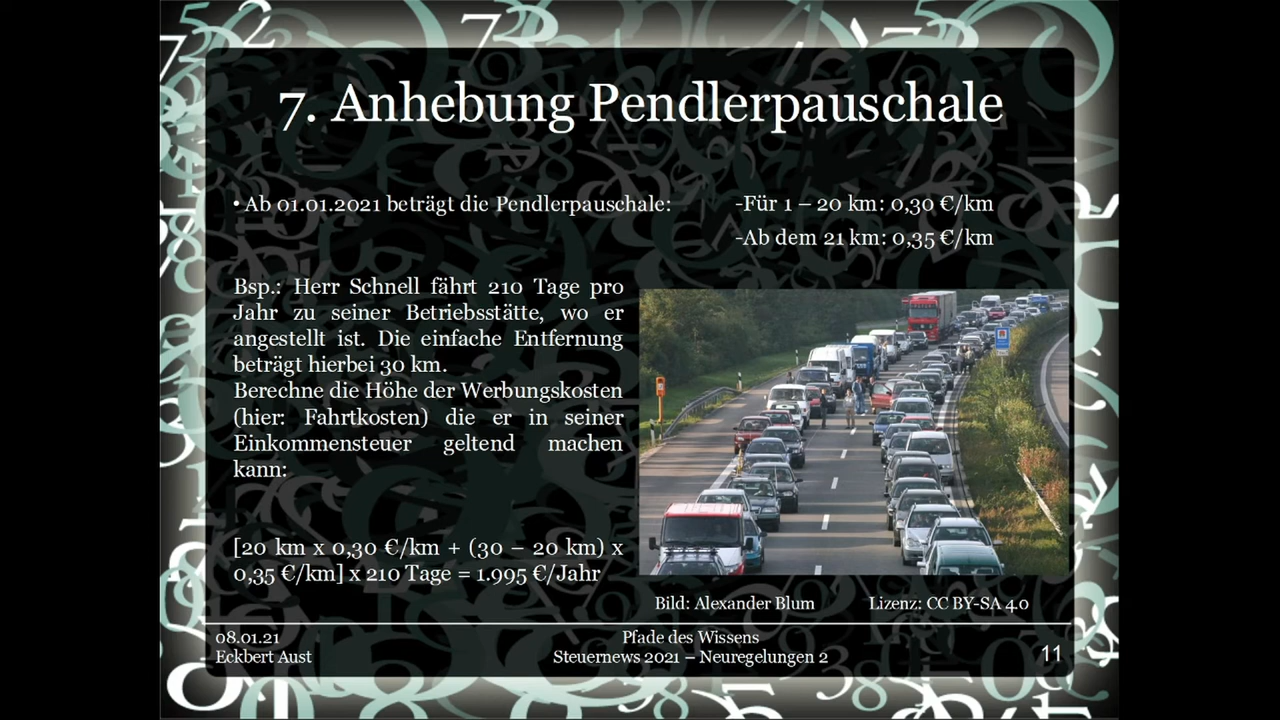 7. Anhebung Pendlerpauschale
• Ab 01.01.2021 beträgt die Pendlerpauschale:
-Für 1 – 20 km: 0,30 €/km
-Ab dem 21 km: 0,35 €/km
Bsp.: Herr Schnell fährt 210 Tage pro
Jahr zu seiner Betriebsstätte, wo er
angestellt ist. Die einfache Entfernung
beträgt hierbei 30 km.
Berechne die Höhe der Werbungskosten
(hier: Fahrtkosten) die er in seiner
Einkommensteuer geltend machen
kann:
[20 km x 0,30 €/km + (30 – 20 km) x
0,35 €/km] x 210 Tage = 1.995 €/Jahr
Bild: Alexander Blum
Lizenz: CC BY-SA 4.0
08.01.21
Eckbert Aust
Pfade des Wissens
Steuernews 2021 – Neuregelungen 2
11